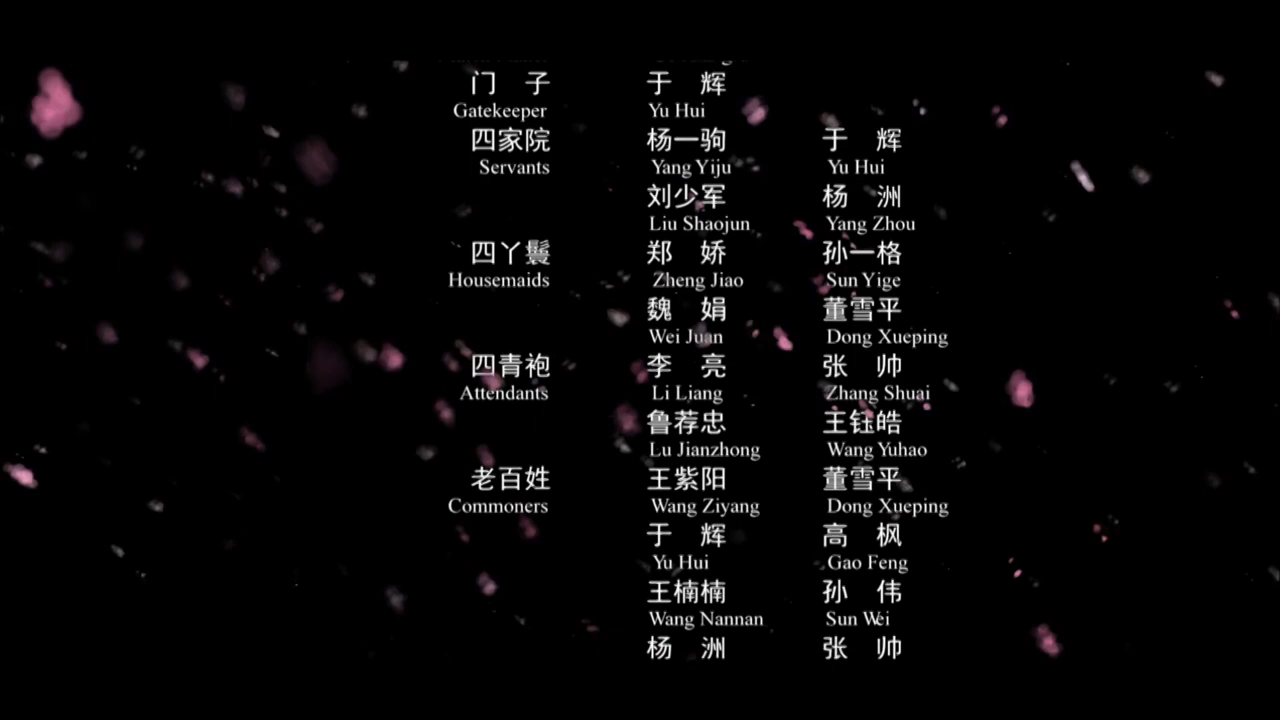 门 子 于 辉
Gatekeeper Yu Hui
四家院 杨一驹 于 辉
Servants Yang Yiju Yu Hui
刘少军 杨 洲
Liu Shaojun Yang Zhou
四丫鬟 郑 娇 孙一格
Housemaids Zheng Jiao Sun Yige
魏 娟 董雪平
Wei Juan Dong Xueping
四青袍 李 亮 张 帅
Attendants Li Liang Zhang Shuai
鲁荐忠 王钰皓
Lu Jianzhong Wang Yuhao
老百姓 王紫阳 董雪平
Commoners Wang Ziyang Dong Xueping
于 辉 高 枫
Yu Hui Gao Feng
王楠楠 孙 伟
Wang Nannan Sun Wei
杨 洲 张 帅